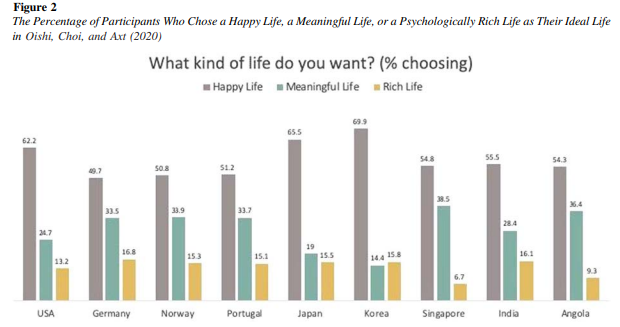 Figure 2
The Percentage of Participants Who Chose a Happy Life, a Meaningful Life, or a Psychologically Rich Life as Their Ideal Life
in Oishi, Choi, and Axt (2020)
What kind of life do you want? (% choosing)
Happy Life Meaningful Life Rich Life
62.2 24.7 13.2
49.7 33.5 16.8
50.8 33.9 15.3
51.2 33.7 15.1
65.5 19 15.5
69.9 14.4 15.8
54.8 38.5 6.7
55.5 28.4 16.1
54.3 36.4 9.3
USA Germany Norway Portugal Japan Korea Singapore India Angola